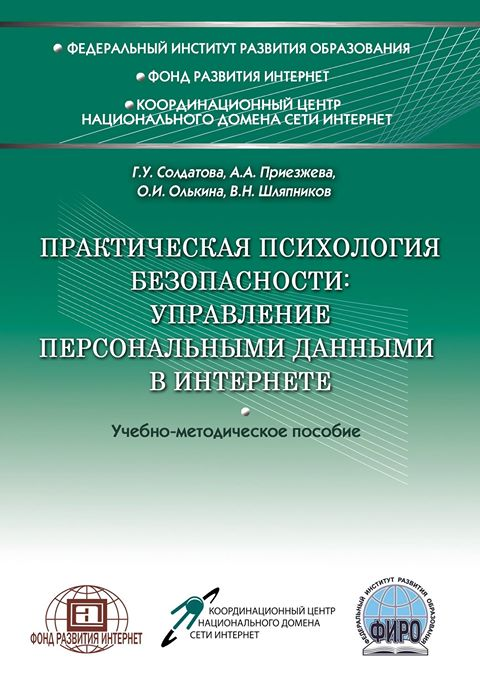 ФЕДЕРАЛЬНЫЙ ИНСТИТУТ РАЗВИТИЯ ОБРАЗОВАНИЯ
ФОНД РАЗВИТИЯ ИНТЕРНЕТ
КООРДИНАЦИОННЫЙ ЦЕНТР
НАЦИОНАЛЬНОГО ДОМЕНА СЕТИ ИНТЕРНЕТ
Г.У. Солдатова, А.А. Приезжева,
О.И. Олькина, В.Н. Шляпников
ПРАКТИЧЕСКАЯ ПСИХОЛОГИЯ
БЕЗОПАСНОСТИ:
УПРАВЛЕНИЕ
ПЕРСОНАЛЬНЫМИ ДАННЫМИ
В ИНТЕРНЕТЕ
Учебно-методическое пособие
ФОНД РАЗВИТИЯ ИНТЕРНЕТ
КООРДИНАЦИОННЫЙ ЦЕНТР
НАЦИОНАЛЬНОГО ДОМЕНА
СЕТИ ИНТЕРНЕТ
ФЕДЕРАЛЬНЫЙ ИНСТИТУТ РАЗВИТИЯ ОБРАЗОВАНИЯ
ФИРО